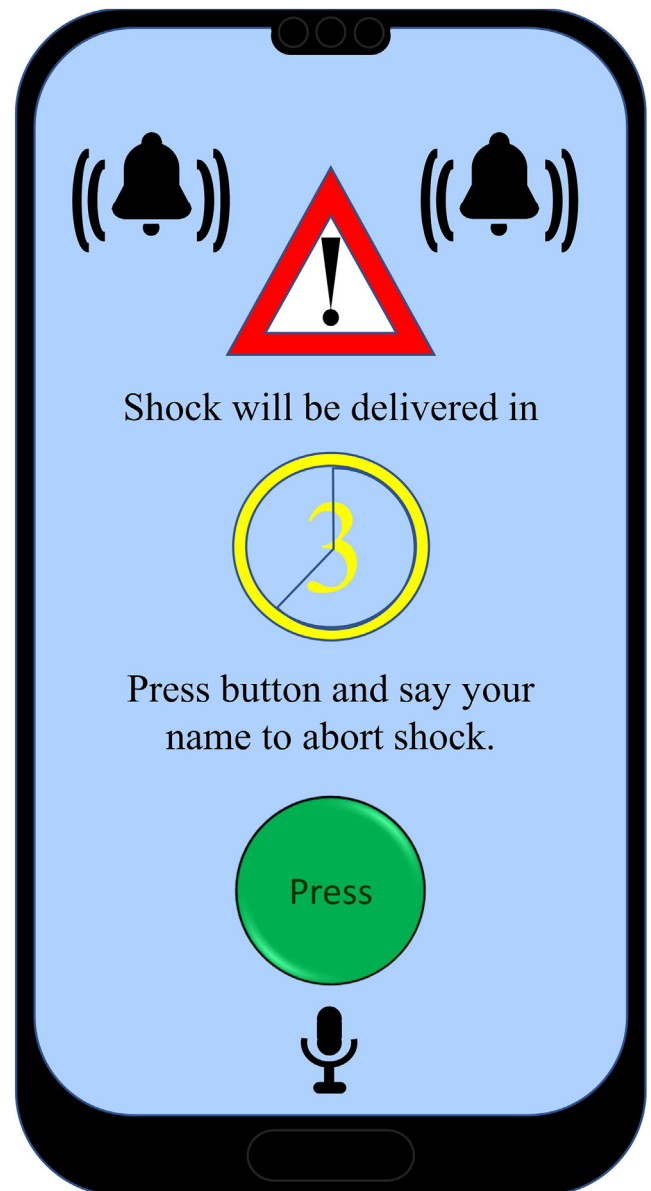 Shock will be delivered in
3
Press button and say your
name to abort shock.
Press